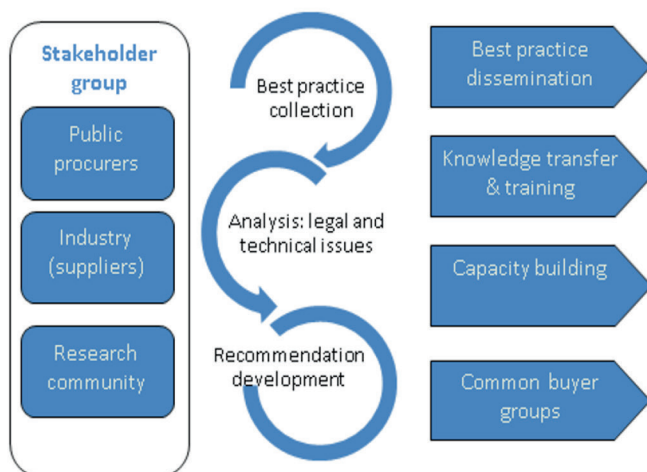 Stakeholder
group
Public
procurers
Industry
(suppliers)
Research
community
Best practice
collection
Analysis: legal and
technical issues
Recommendation
development
Best practice
dissemination
Knowledge transfer
& training
Capacity building
Common buyer
groups